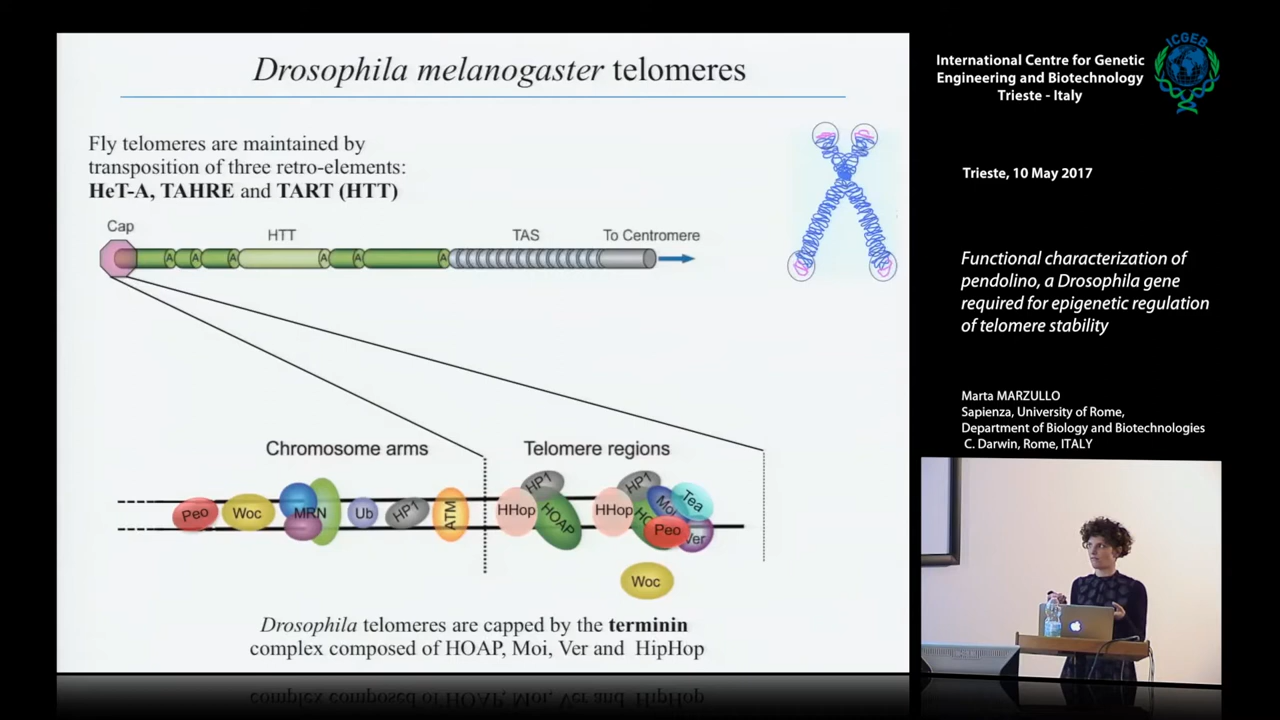 Drosophila melanogaster telomeres
Fly telomeres are maintained by
transposition of three retro-elements:
HeT-A, TAHRE and TART (HTT)
Cap
HTT
TAS
To Centromere
A A A A A A
Chromosome arms
Telomere regions
Peo
Woc
MRN
Ub
HP1
ATM
HHop
HP1
HOAP
HHop
HP1
Moi
Tea
Peo
Ver
Woc
Drosophila telomeres are capped by the terminin
complex composed of HOAP, Moi, Ver and HipHop
ICGEB
International Centre for Genetic
Engineering and Biotechnology
Trieste - Italy
Trieste, 10 May 2017
Functional characterization of
pendolino, a Drosophila gene
required for epigenetic regulation
of telomere stability
Marta MARZULLO
Sapienza, University of Rome,
Department of Biology and Biotechnologies
C. Darwin, Rome, ITALY